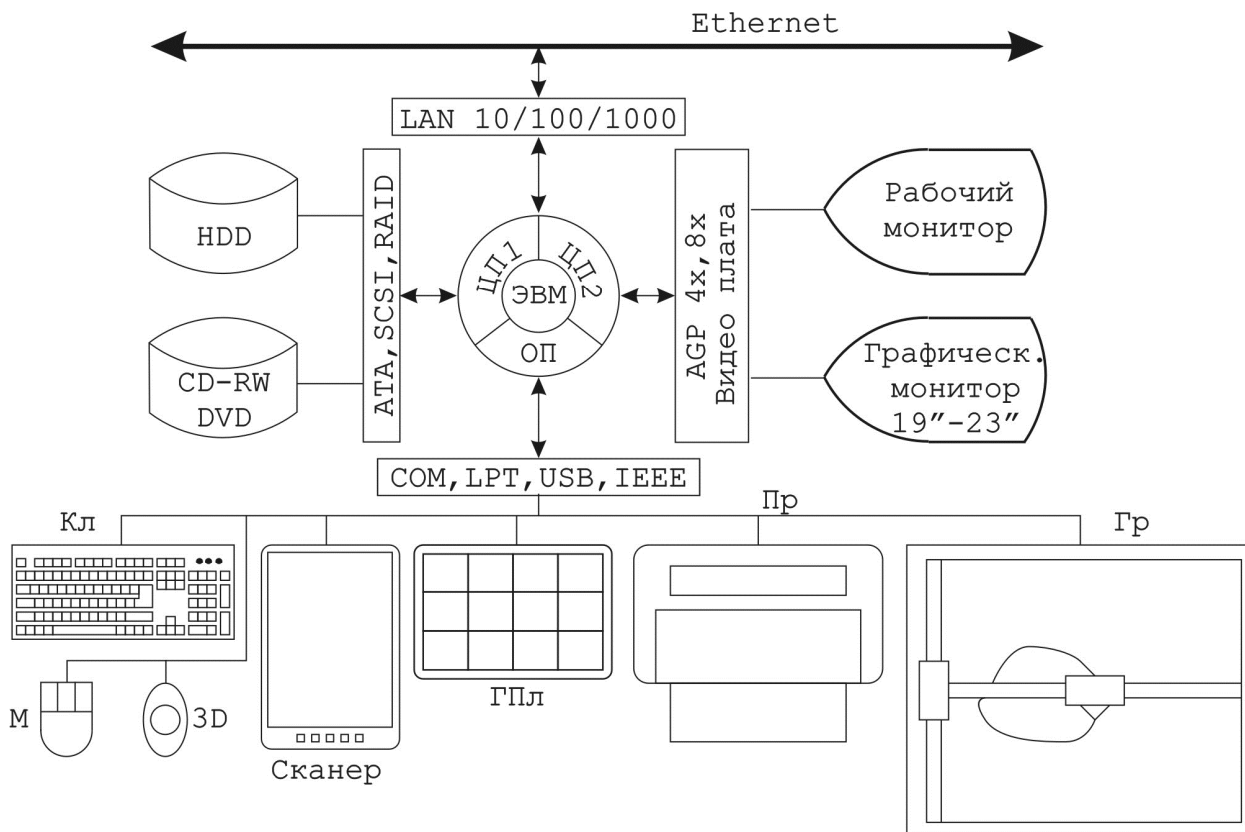 Ethernet
LAN 10/100/1000
HDD
CD-RW
DVD
ATA,SCSI,RAID
ЦП1
ЦП2
ЭВМ
ОП
AGP 4x,8x
Видео плата
Рабочий
монитор
Графическ.
монитор
19″-23″
COM,LPT,USB,IEEE
Кл
Пр
Гр
М
3D
Сканер
ГПл